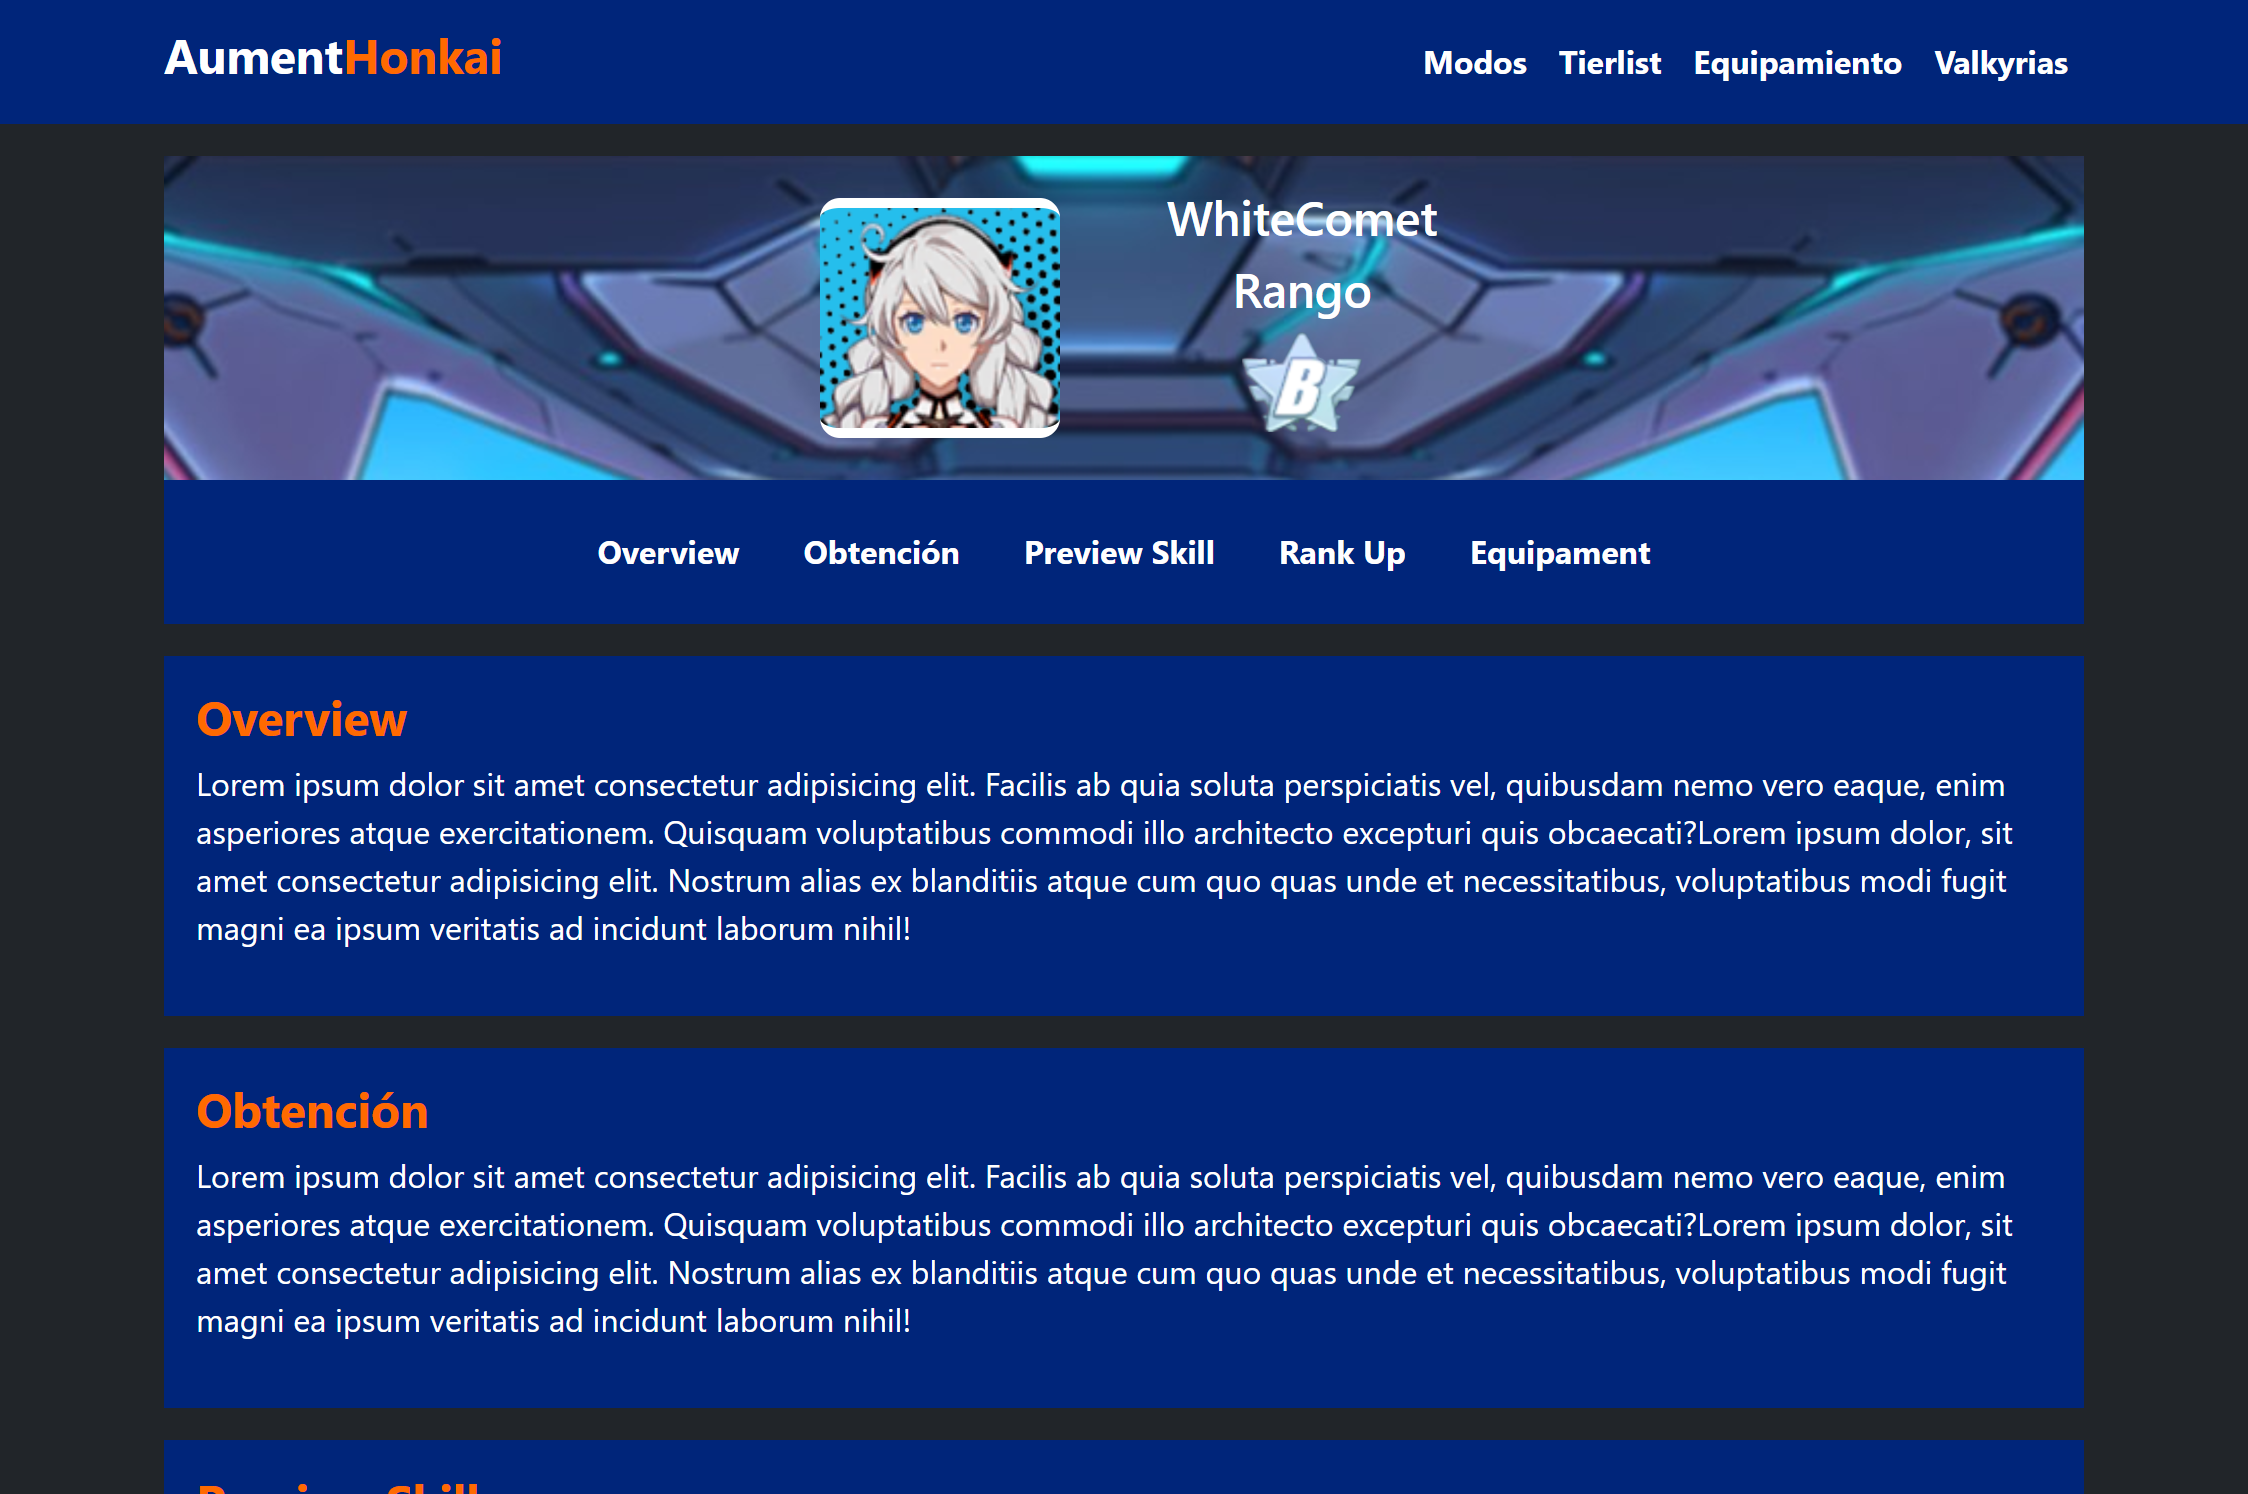 AumentHonkai
Modos Tierlist Equipamiento Valkyrias
WhiteComet
Rango
B
Overview Obtención Preview Skill Rank Up Equipament
Overview
Lorem ipsum dolor sit amet consectetur adipisicing elit. Facilis ab quia soluta perspiciatis vel, quibusdam nemo vero eaque, enim
asperiores atque exercitationem. Quisquam voluptatibus commodi illo architecto excepturi quis obcaecati?Lorem ipsum dolor, sit
amet consectetur adipisicing elit. Nostrum alias ex blanditiis atque cum quo quas unde et necessitatibus, voluptatibus modi fugit
magni ea ipsum veritatis ad incidunt laborum nihil!
Obtención
Lorem ipsum dolor sit amet consectetur adipisicing elit. Facilis ab quia soluta perspiciatis vel, quibusdam nemo vero eaque, enim
asperiores atque exercitationem. Quisquam voluptatibus commodi illo architecto excepturi quis obcaecati?Lorem ipsum dolor, sit
amet consectetur adipisicing elit. Nostrum alias ex blanditiis atque cum quo quas unde et necessitatibus, voluptatibus modi fugit
magni ea ipsum veritatis ad incidunt laborum nihil!
Preview Skill